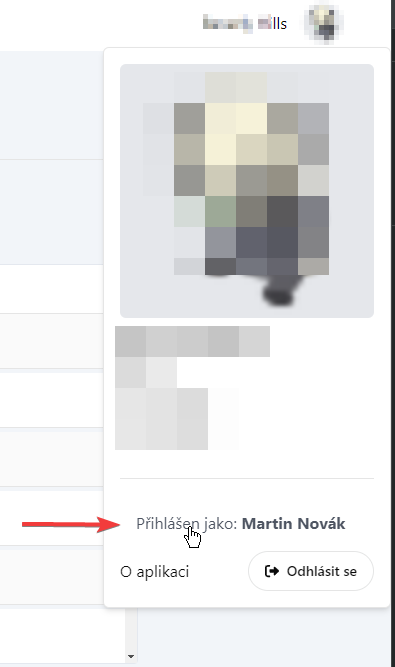 Přihlášen jako: Martin Novák
O aplikaci
Odhlásit se